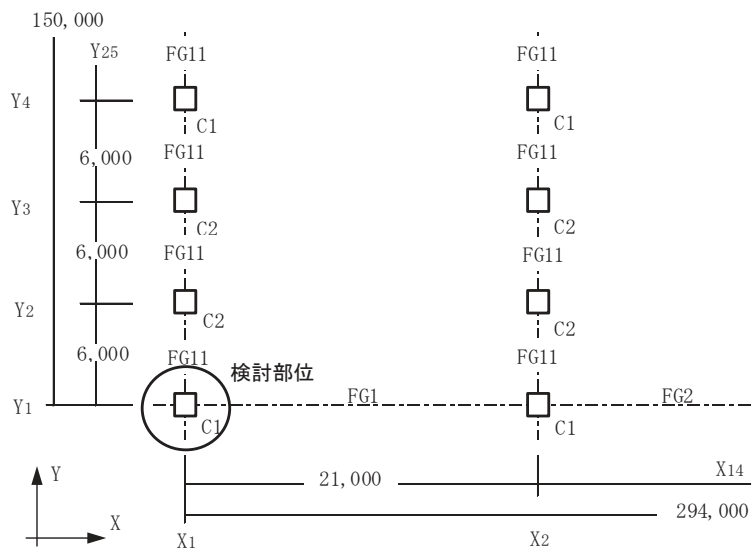 150,000
Y25
FG11
FG11
Y4
C1
C1
6,000
FG11
FG11
Y3
C2
C2
6,000
FG11
FG11
Y2
C2
C2
6,000
FG11
検討部位
FG11
Y1
C1
FG1
C1
FG2
Y
X
21,000
X14
294,000
X1
X2